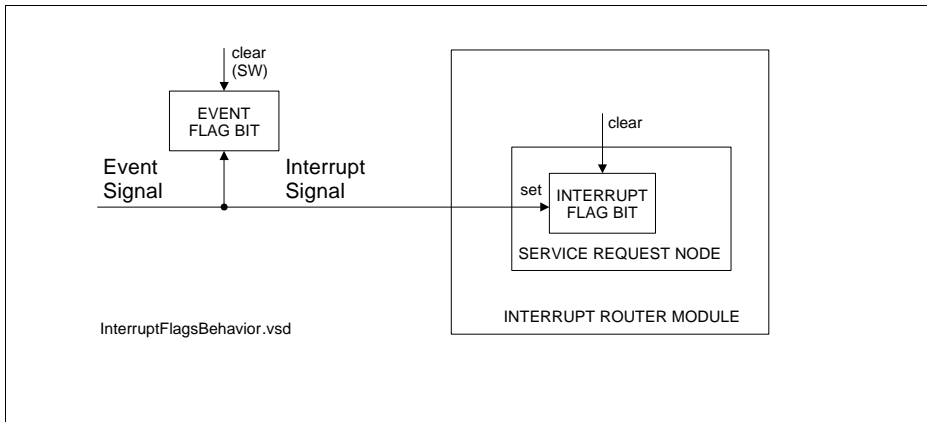 clear
(SW)
EVENT
FLAG BIT
clear
Event
Signal
Interrupt
Signal
set
INTERRUPT
FLAG BIT
SERVICE REQUEST NODE
INTERRUPT ROUTER MODULE
InterruptFlagsBehavior.vsd